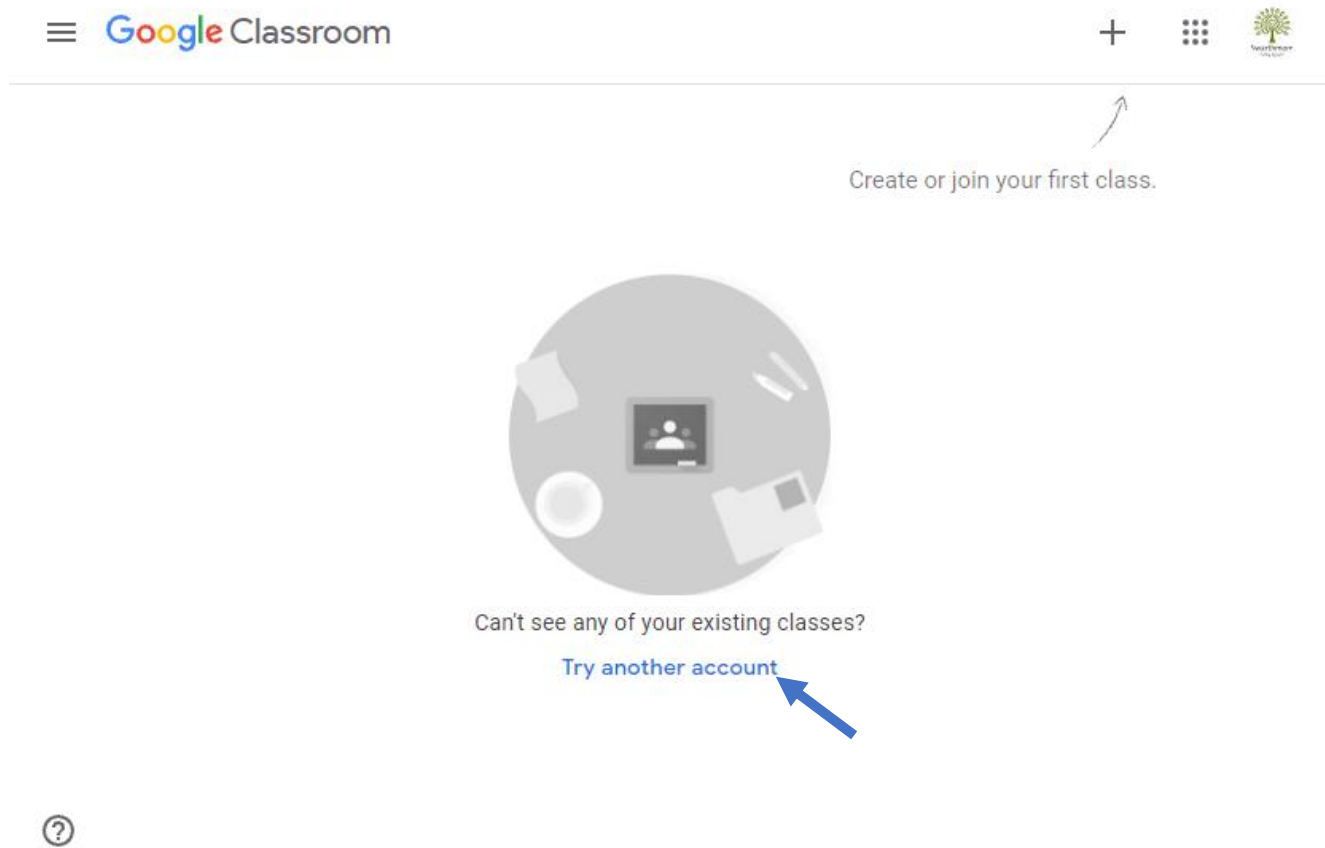 Google Classroom
Create or join your first class.
Can't see any of your existing classes?
Try another account